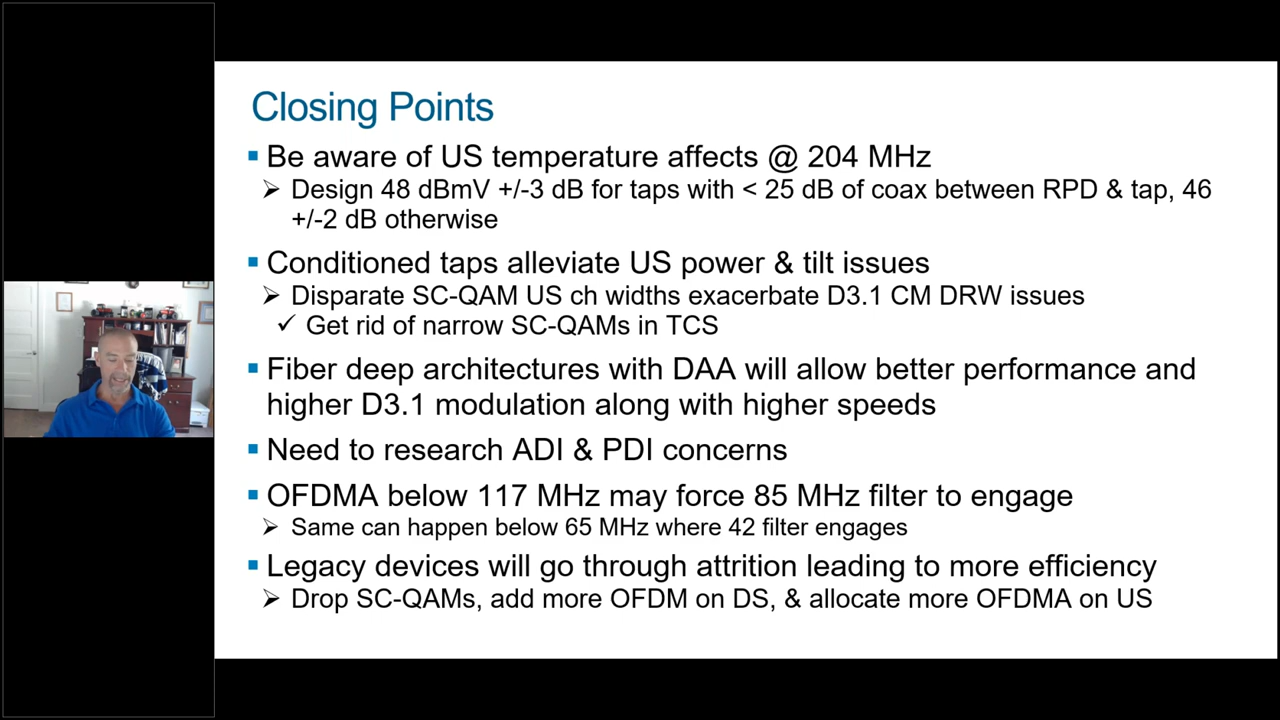 Closing Points
Be aware of US temperature affects @ 204 MHz
Design 48 dBmV +/-3 dB for taps with < 25 dB of coax between RPD & tap, 46
+/-2 dB otherwise
Conditioned taps alleviate US power & tilt issues
Disparate SC-QAM US ch widths exacerbate D3.1 CM DRW issues
Get rid of narrow SC-QAMs in TCS
Fiber deep architectures with DAA will allow better performance and
higher D3.1 modulation along with higher speeds
Need to research ADI & PDI concerns
OFDMA below 117 MHz may force 85 MHz filter to engage
Same can happen below 65 MHz where 42 filter engages
Legacy devices will go through attrition leading to more efficiency
Drop SC-QAMs, add more OFDM on DS, & allocate more OFDMA on US